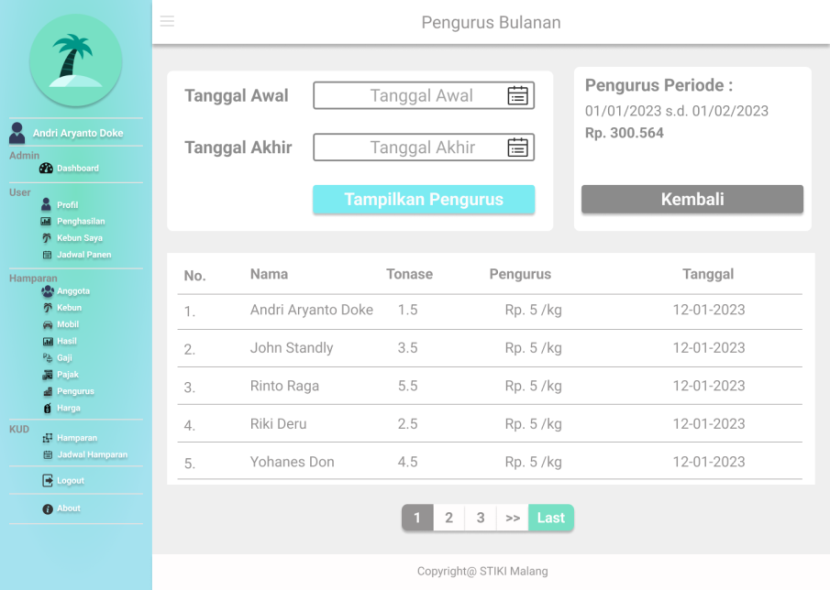 Pengurus Bulanan
Andri Aryanto Doke
Admin
Dashboard
User
Profil
Penghasilan
Kebun Saya
Jadwal Panen
Hamparan
Anggota
Kebun
Mobil
Hasil
Gaji
Pajak
Pengurus
Harga
KUD
Hamparan
Jadwal Hamparan
Logout
About
Tanggal Awal Tanggal Awal
Tanggal Akhir Tanggal Akhir
Tampilkan Pengurus
Pengurus Periode :
01/01/2023 s.d. 01/02/2023
Rp. 300.564
Kembali
No. Nama Tonase Pengurus Tanggal
1. Andri Aryanto Doke 1.5 Rp. 5 /kg 12-01-2023
2. John Standly 3.5 Rp. 5 /kg 12-01-2023
3. Rinto Raga 5.5 Rp. 5 /kg 12-01-2023
4. Riki Deru 2.5 Rp. 5 /kg 12-01-2023
5. Yohanes Don 4.5 Rp. 5 /kg 12-01-2023
1 2 3 >> Last
Copyright@ STIKI Malang